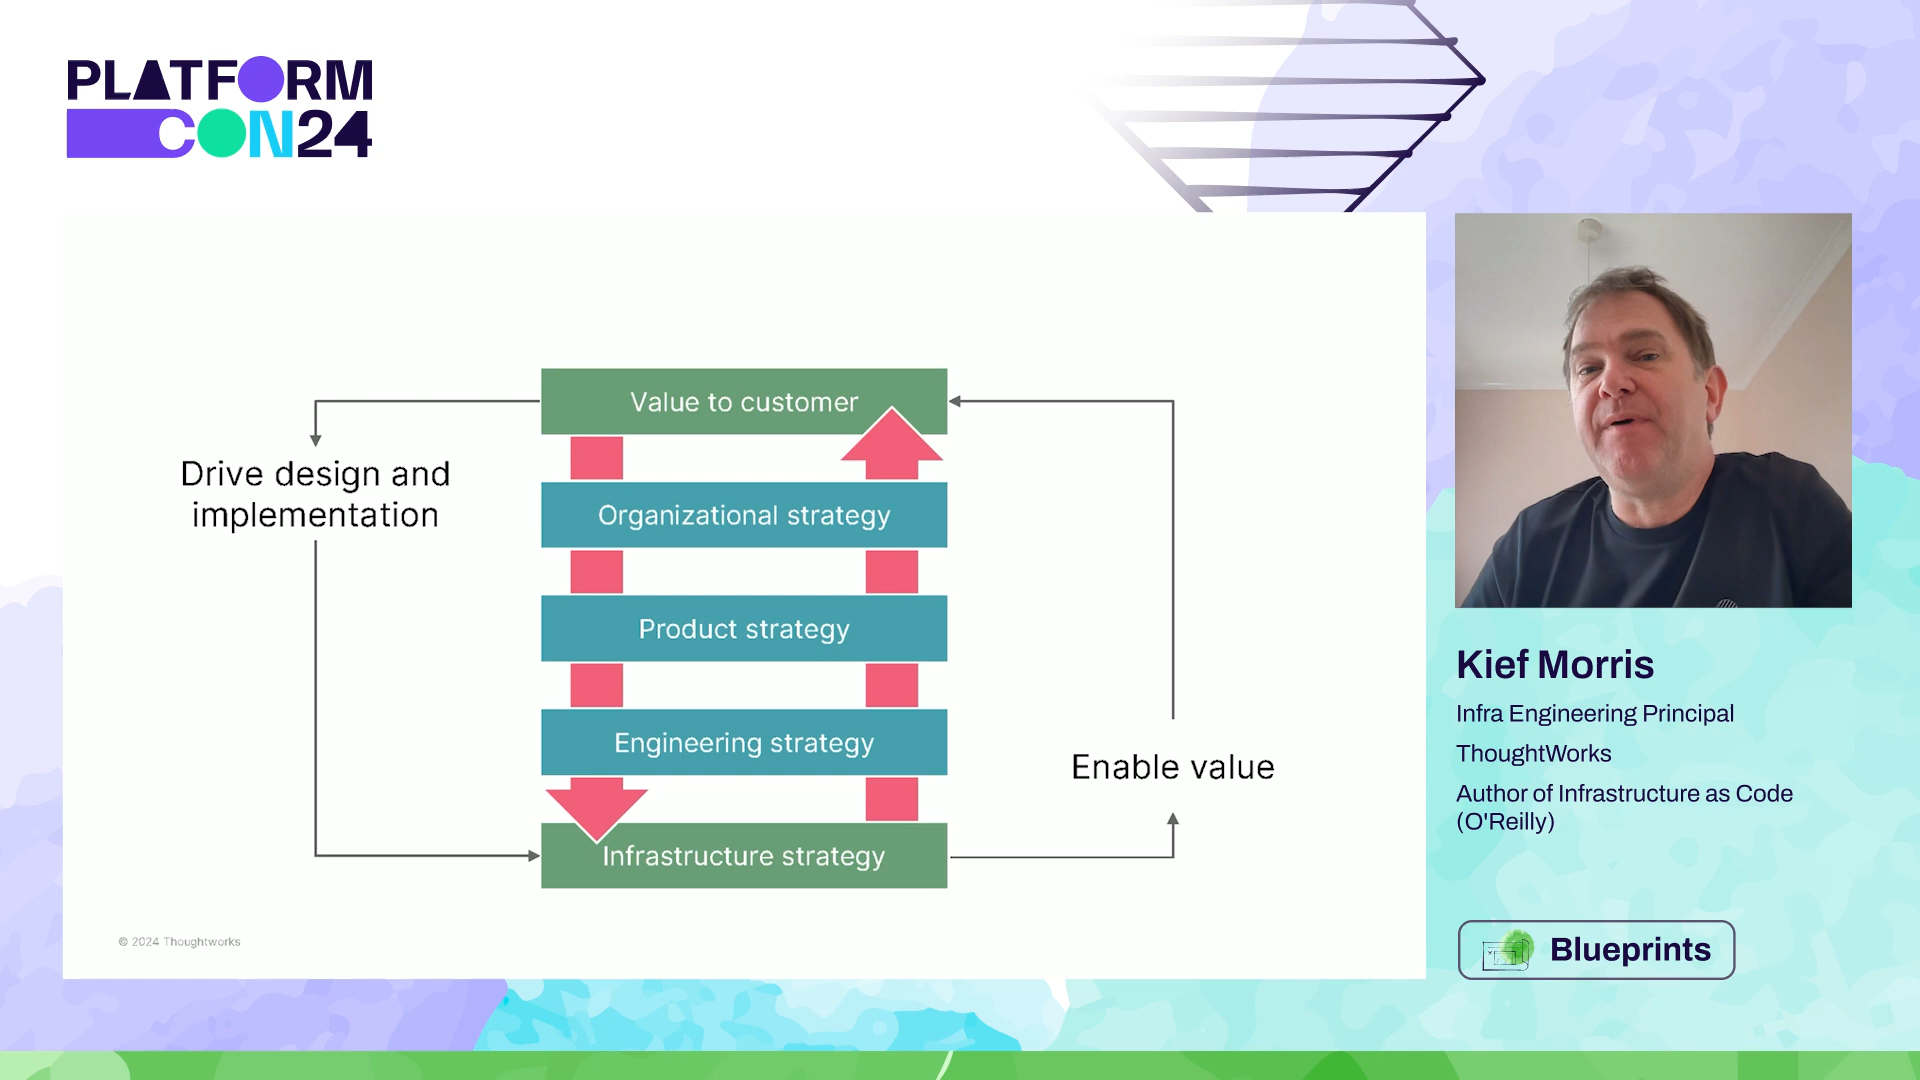 PLATFORM
CON24
Value to customer
Drive design and
implementation
Organizational strategy
Product strategy
Engineering strategy
Enable value
Infrastructure strategy
© 2024 Thoughtworks
Kief Morris
Infra Engineering Principal
ThoughtWorks
Author of Infrastructure as Code
(O'Reilly)
Blueprints